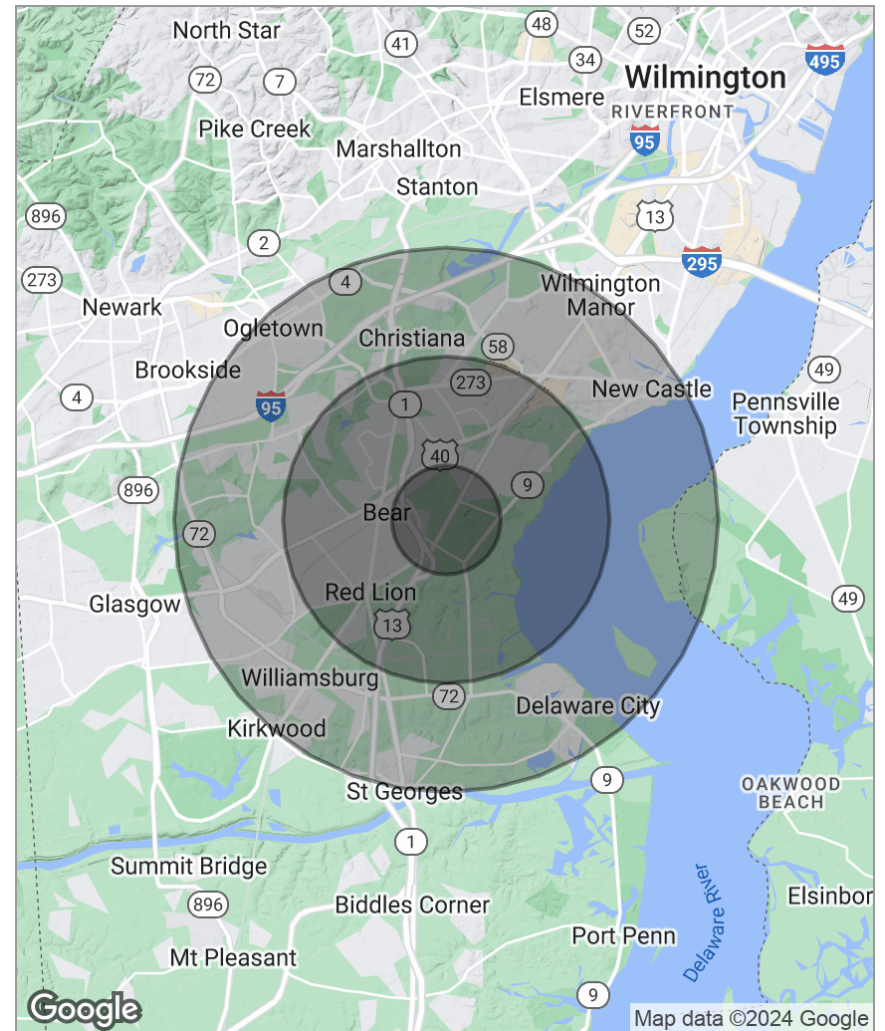 North Star
41
48
52
495
72
7
34
Wilmington
Elsmere
RIVERFRONT
Pike Creek
95
Marshallton
Stanton
896
13
2
295
273
4
Wilmington
Manor
Newark
Ogletown
Christiana
58
Brookside
273
49
4
95
1
New Castle
Pennsville
Township
40
896
9
Bear
72
Red Lion
Glasgow
49
13
Williamsburg
72
Delaware City
Kirkwood
9
OAKWOOD
BEACH
St Georges
1
Summit Bridge
896
Biddles Corner
Elsinbor
Delaware River
Port Penn
Mt Pleasant
9
Google
Map data ©2024 Google